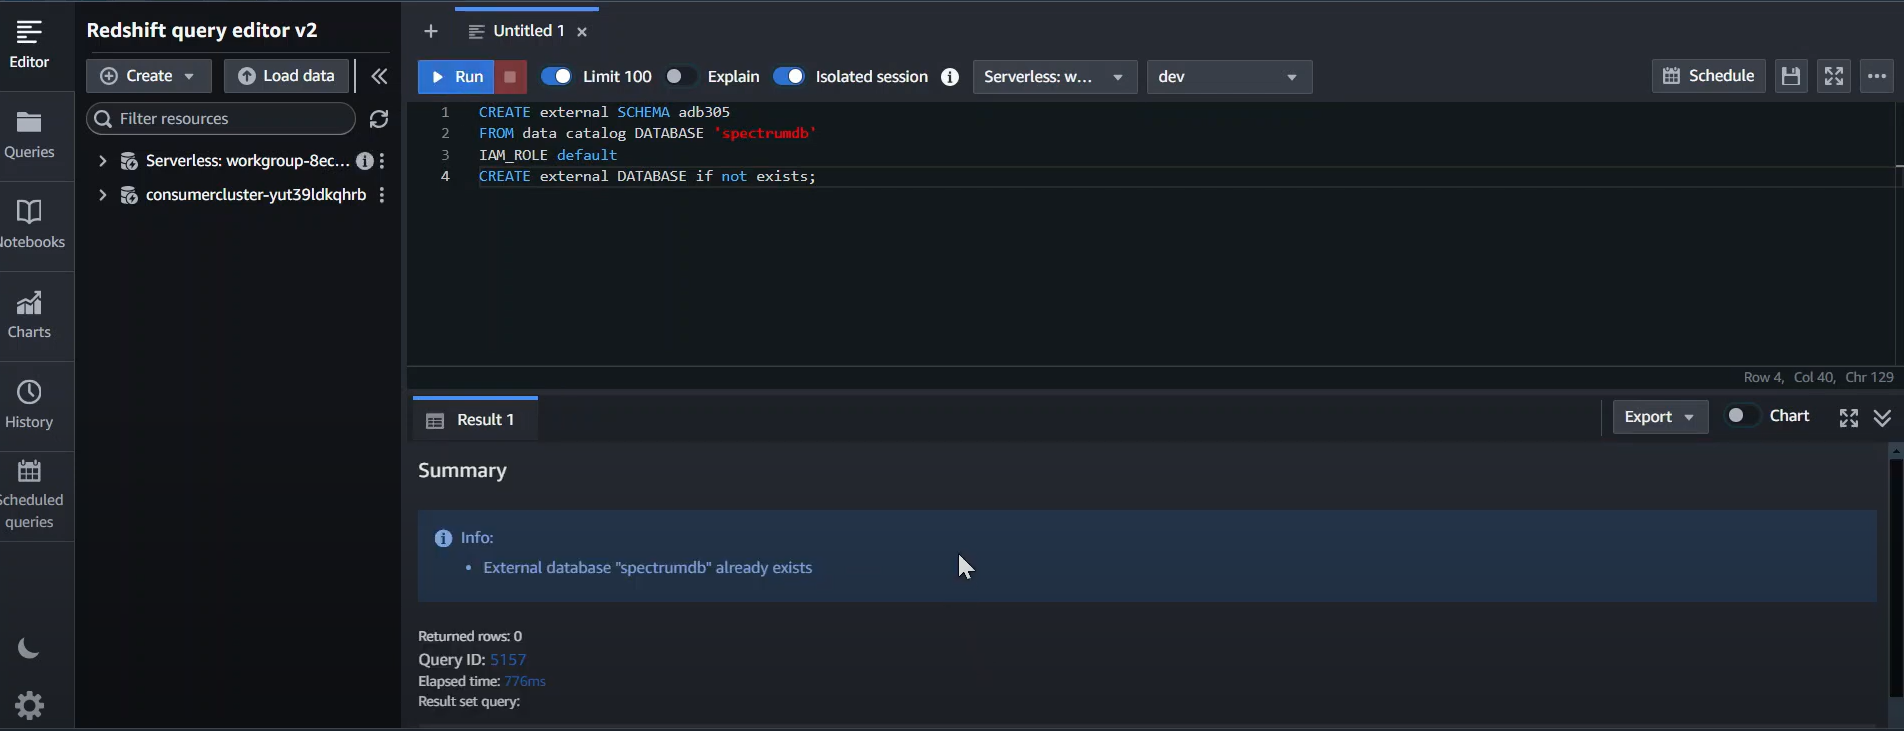 Editor
Queries
Notebooks
Charts
History
Scheduled
queries
Redshift query editor v2
Create
Load data
Filter resources
Serverless: workgroup-8ec...
consumercluster-yut39ldkqhrb
Untitled 1
Run
Limit 100
Explain
Isolated session
Serverless: w...
dev
Schedule
1 CREATE external SCHEMA adb305
2 FROM data catalog DATABASE 'spectrumdb'
3 IAM_ROLE default
4 CREATE external DATABASE if not exists;
Row 4, Col 40, Chr 129
Result 1
Export
Chart
Summary
Info:
• External database "spectrumdb" already exists
Returned rows: 0
Query ID: 5157
Elapsed time: 776ms
Result set query: